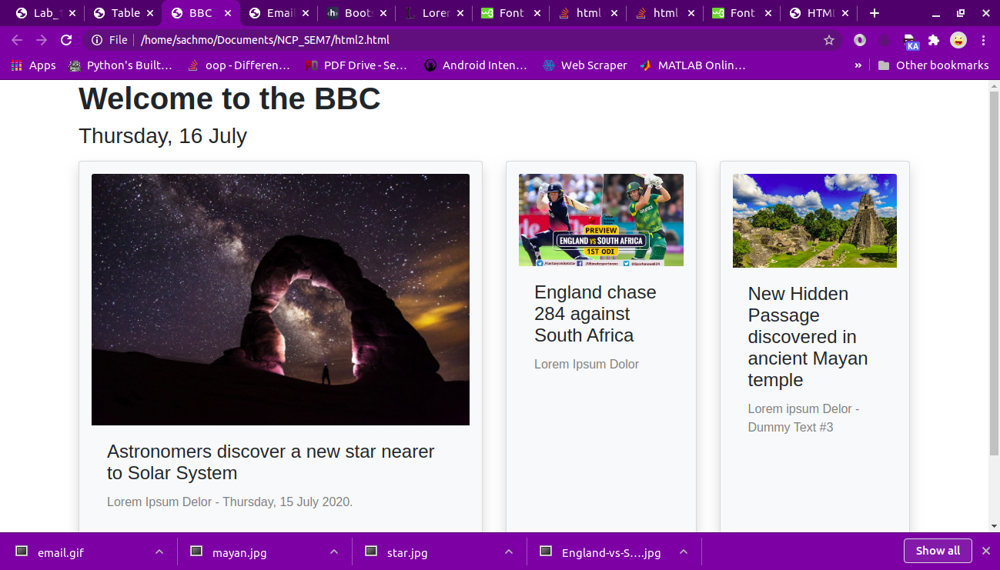 Lab_
Table
BBC
Email
Boots
Lorer
Font
html
html
Font
HTML
File
/home/sachmo/Documents/NCP_SEM7/html2.html
KA
Apps
Python's Built…
oop - Differen…
PDF Drive - Se…
Android Inten…
Web Scraper
MATLAB Onlin…
»
Other bookmarks
Welcome to the BBC
Thursday, 16 July
PREVIEW
ENGLAND VS SOUTH AFRICA
1ST ODI
Astronomers discover a new star nearer
to Solar System
Lorem Ipsum Delor - Thursday, 15 July 2020.
England chase
284 against
South Africa
Lorem Ipsum Dolor
New Hidden
Passage
discovered in
ancient Mayan
temple
Lorem ipsum Delor -
Dummy Text #3
email.gif
mayan.jpg
star.jpg
England-vs-S….jpg
Show all